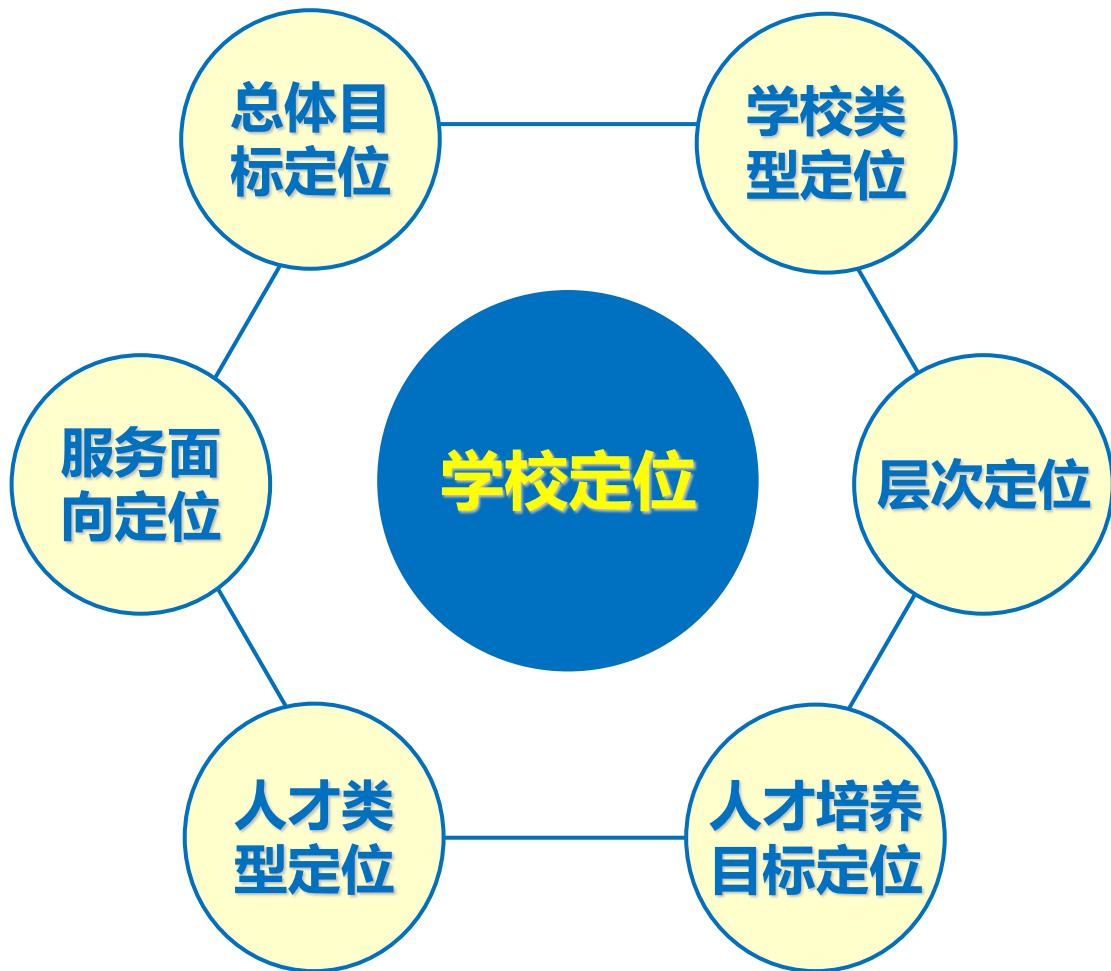 总体目
标定位
学校类
型定位
服务面
向定位
学校定位
层次定位
人才类
型定位
人才培养
目标定位